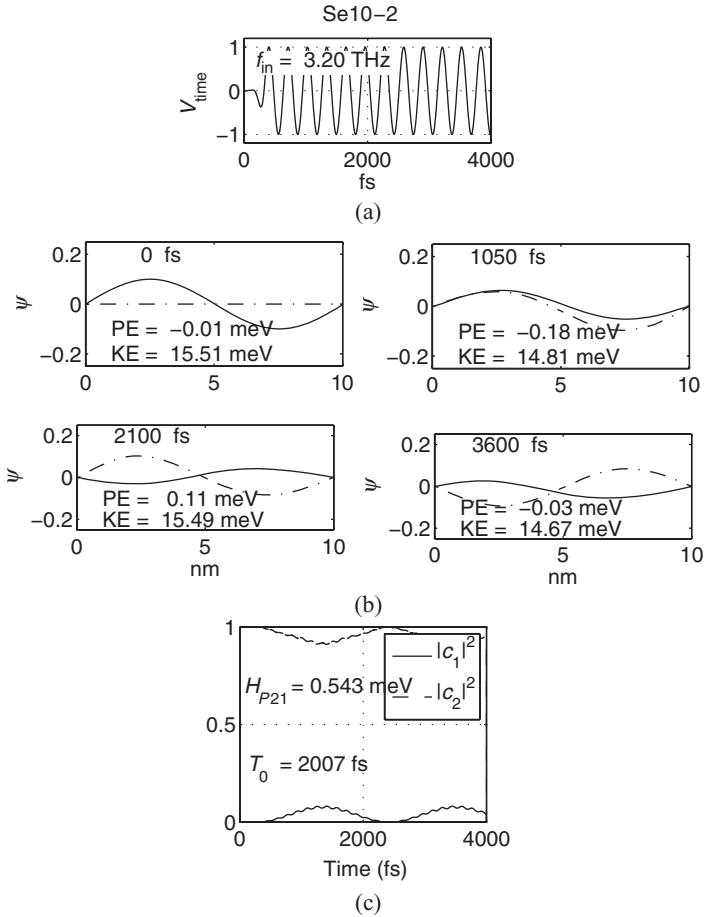 Se10−2
f_in = 3.20 THz
V_time
1
0
−1
0 2000 4000
fs
(a)
0 fs
ψ
0.2
0
−0.2
PE = −0.01 meV
KE = 15.51 meV
0 5 10
1050 fs
ψ
0.2
0
−0.2
PE = −0.18 meV
KE = 14.81 meV
0 5 10
2100 fs
0.2
0
−0.2
PE = 0.11 meV
KE = 15.49 meV
0 5 10
nm
3600 fs
ψ
0.2
0
−0.2
PE = −0.03 meV
KE = 14.67 meV
0 5 10
nm
(b)
1
0.5
0
H_P21 = 0.543 meV
|c_1|^2
|c_2|^2
T_0 = 2007 fs
0 2000 4000
Time (fs)
(c)